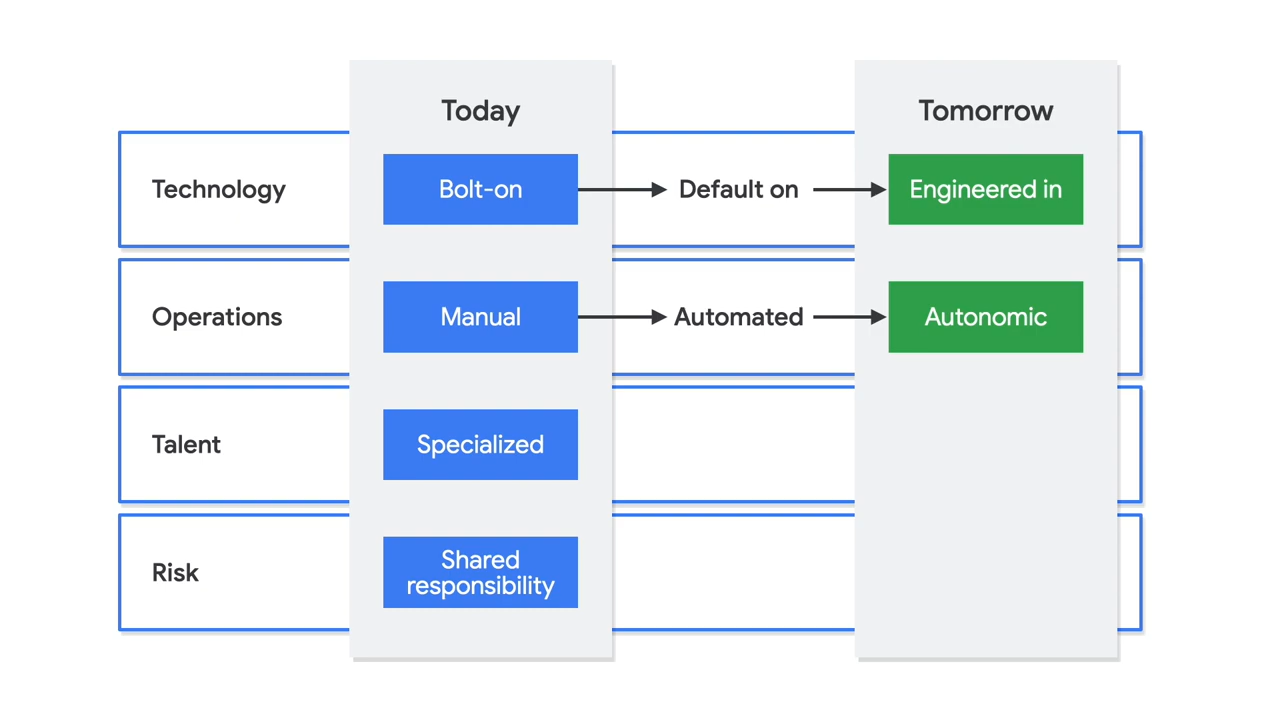 Today
Tomorrow
Technology
Bolt-on
Default on
Engineered in
Operations
Manual
Automated
Autonomic
Talent
Specialized
Risk
Shared
responsibility